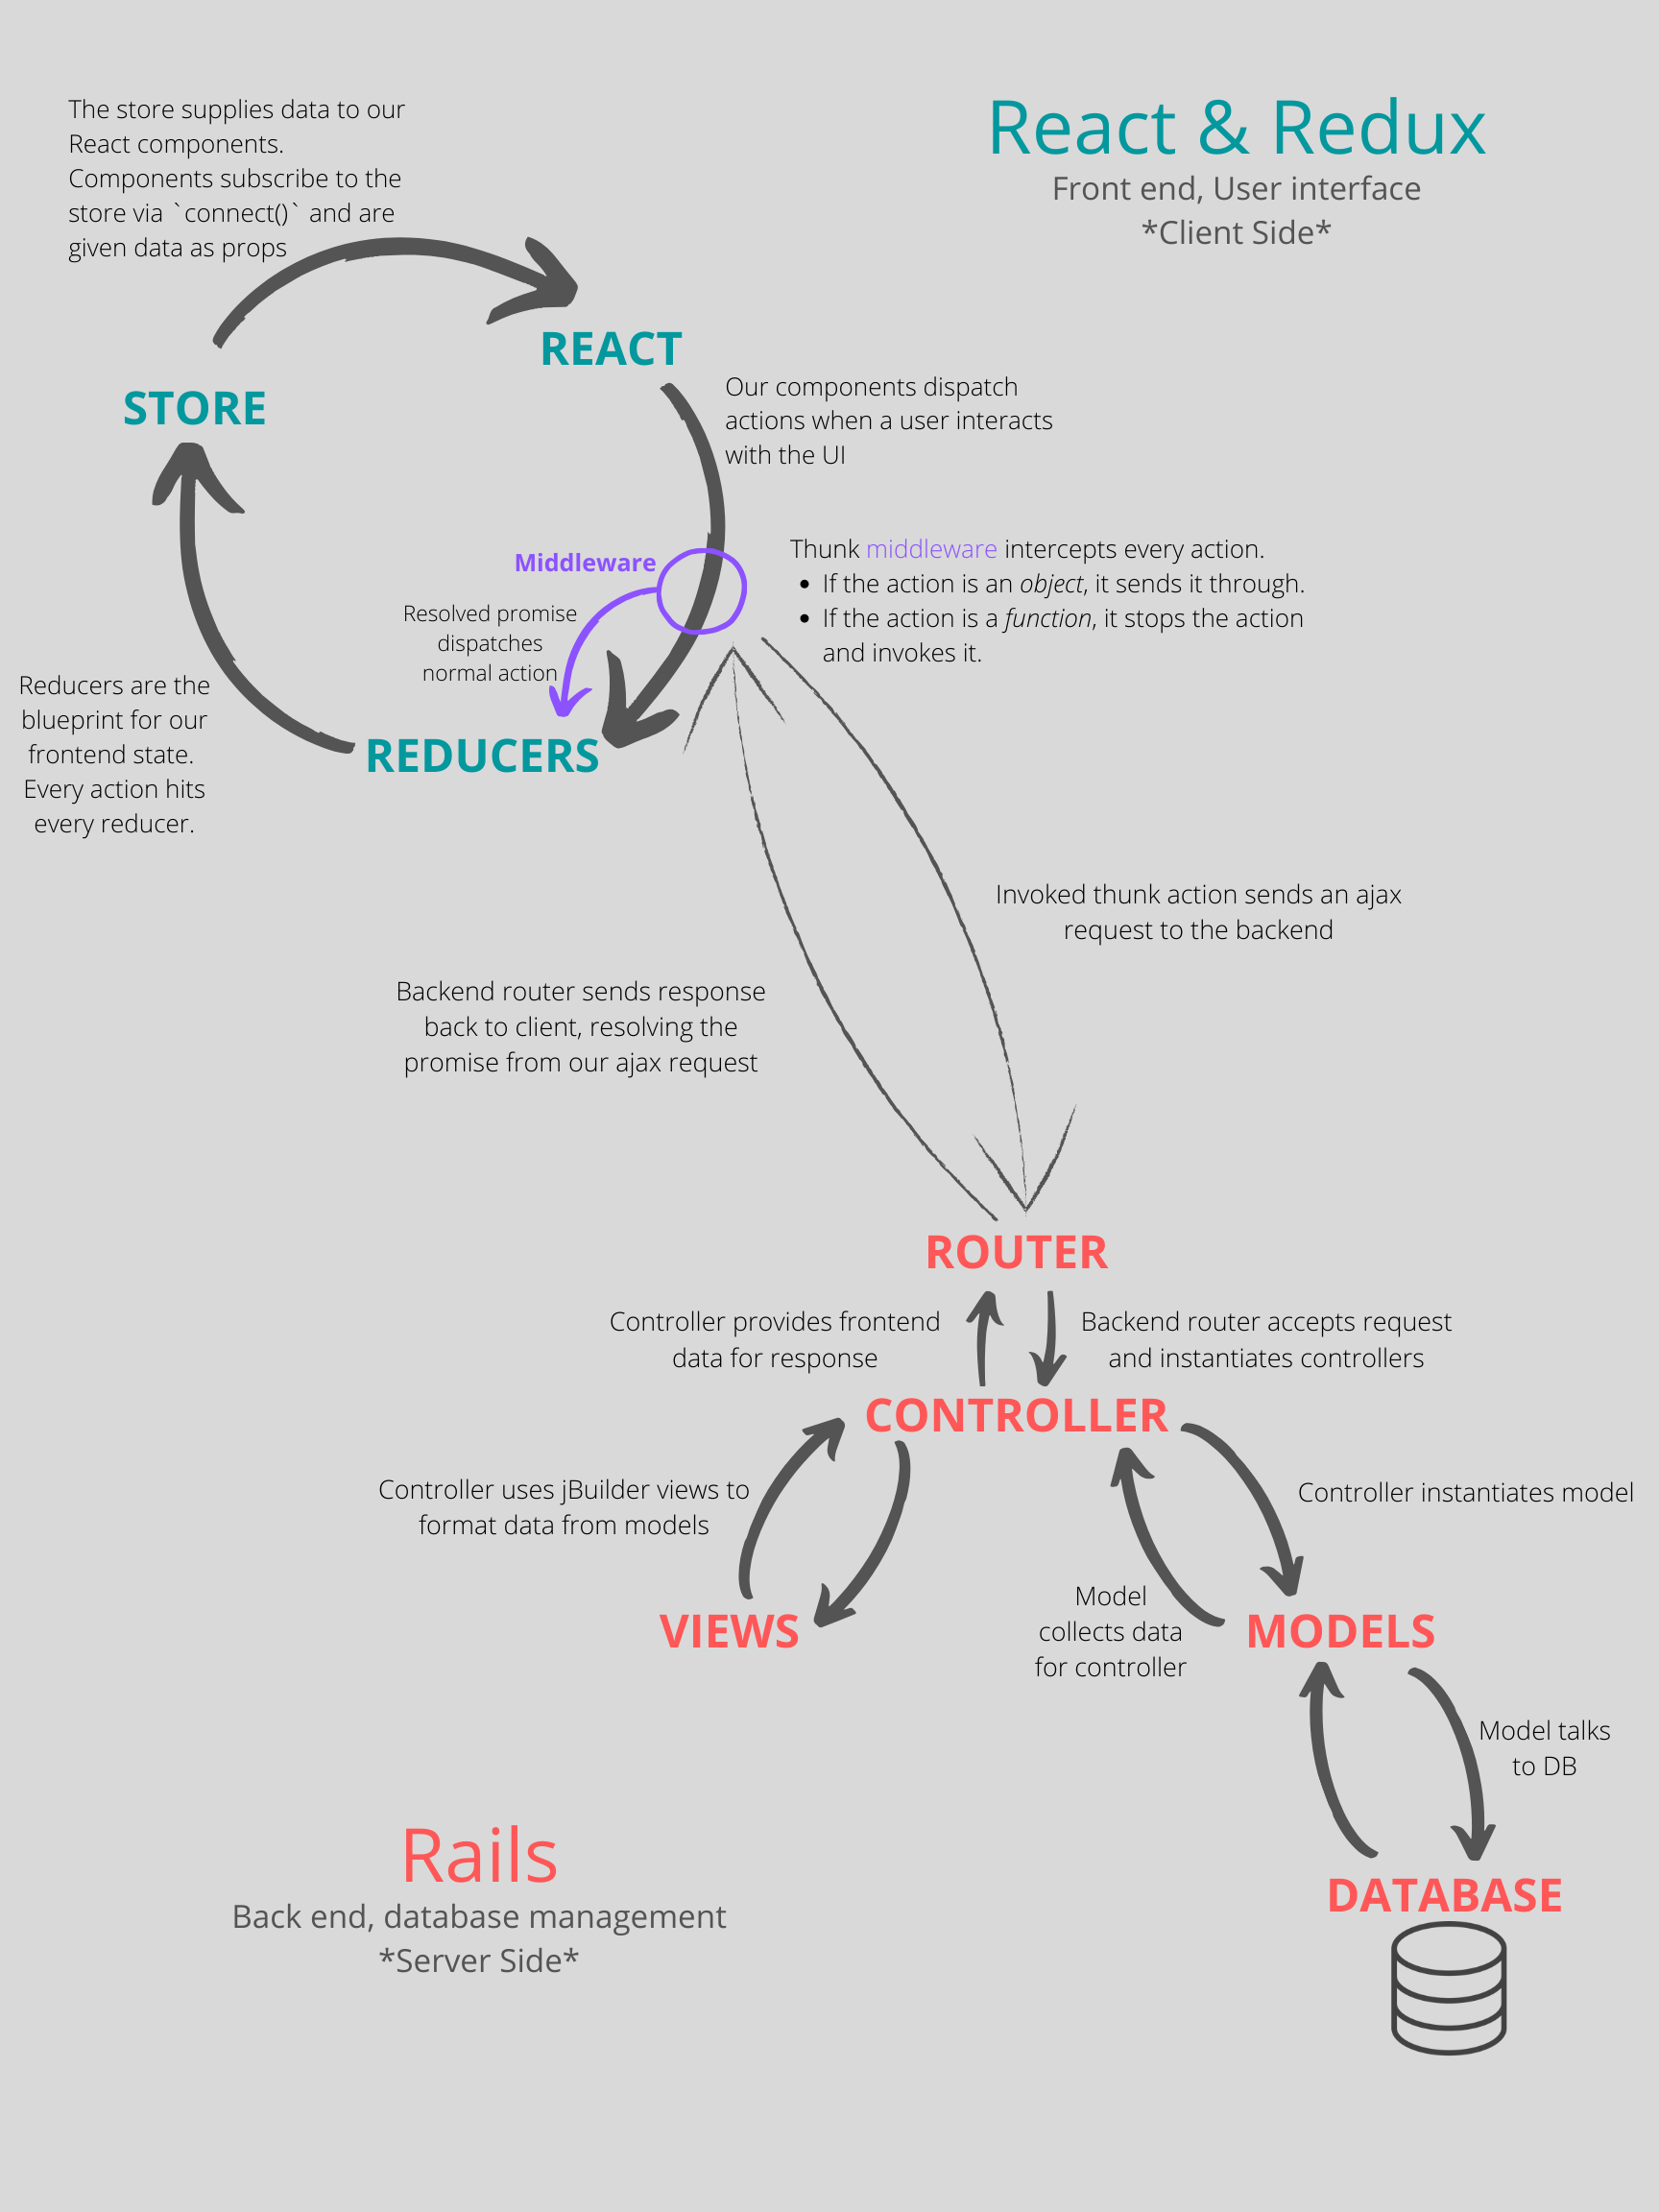 The store supplies data to our
React components.
Components subscribe to the
store via `connect()` and are
given data as props
React & Redux
Front end, User interface
*Client Side*
REACT
STORE
Our components dispatch
actions when a user interacts
with the UI
Middleware
Thunk middleware intercepts every action.
• If the action is an object, it sends it through.
• If the action is a function, it stops the action
and invokes it.
Resolved promise
dispatches
normal action
Reducers are the
blueprint for our
frontend state.
Every action hits
every reducer.
REDUCERS
Invoked thunk action sends an ajax
request to the backend
Backend router sends response
back to client, resolving the
promise from our ajax request
ROUTER
Controller provides frontend
data for response
Backend router accepts request
and instantiates controllers
CONTROLLER
Controller uses jBuilder views to
format data from models
Controller instantiates model
Model
collects data
for controller
VIEWS
MODELS
Model talks
to DB
Rails
Back end, database management
*Server Side*
DATABASE